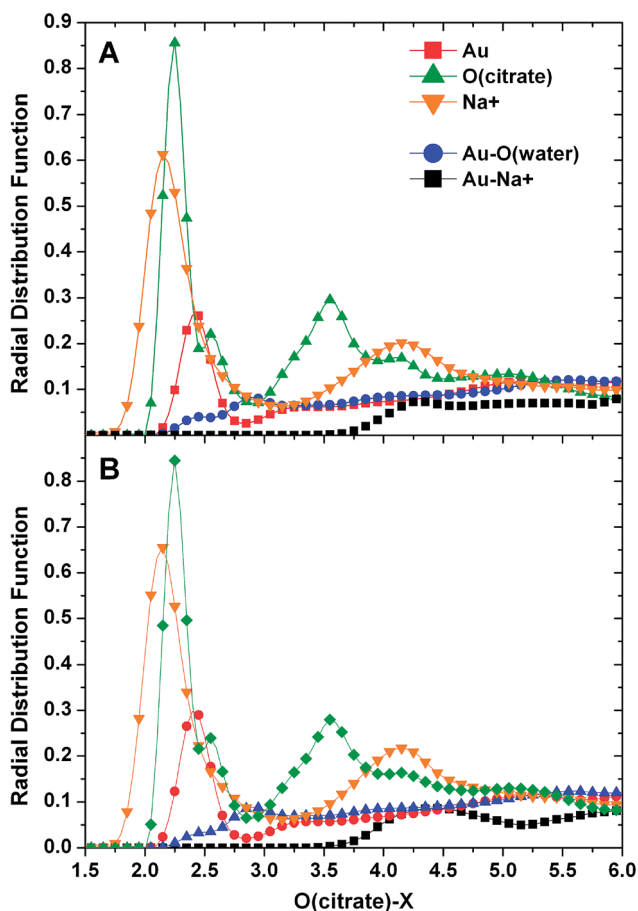 A
0.9
0.8
0.7
0.6
0.5
0.4
0.3
0.2
0.1
Radial Distribution Function
Au
O(citrate)
Na+
Au-O(water)
Au-Na+
B
0.8
0.7
0.6
0.5
0.4
0.3
0.2
0.1
0.0
Radial Distribution Function
1.5 2.0 2.5 3.0 3.5 4.0 4.5 5.0 5.5 6.0
O(citrate)-X